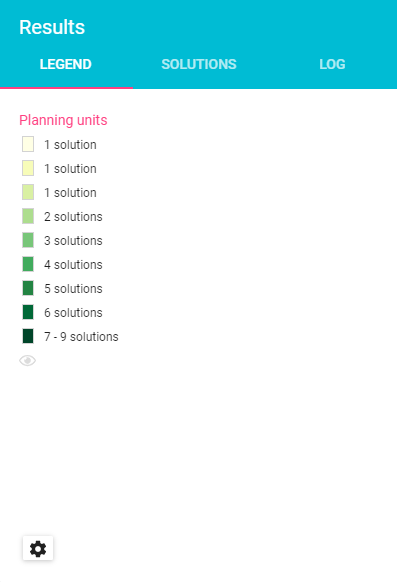 Results
LEGEND SOLUTIONS LOG
Planning units
1 solution
1 solution
1 solution
2 solutions
3 solutions
4 solutions
5 solutions
6 solutions
7 - 9 solutions